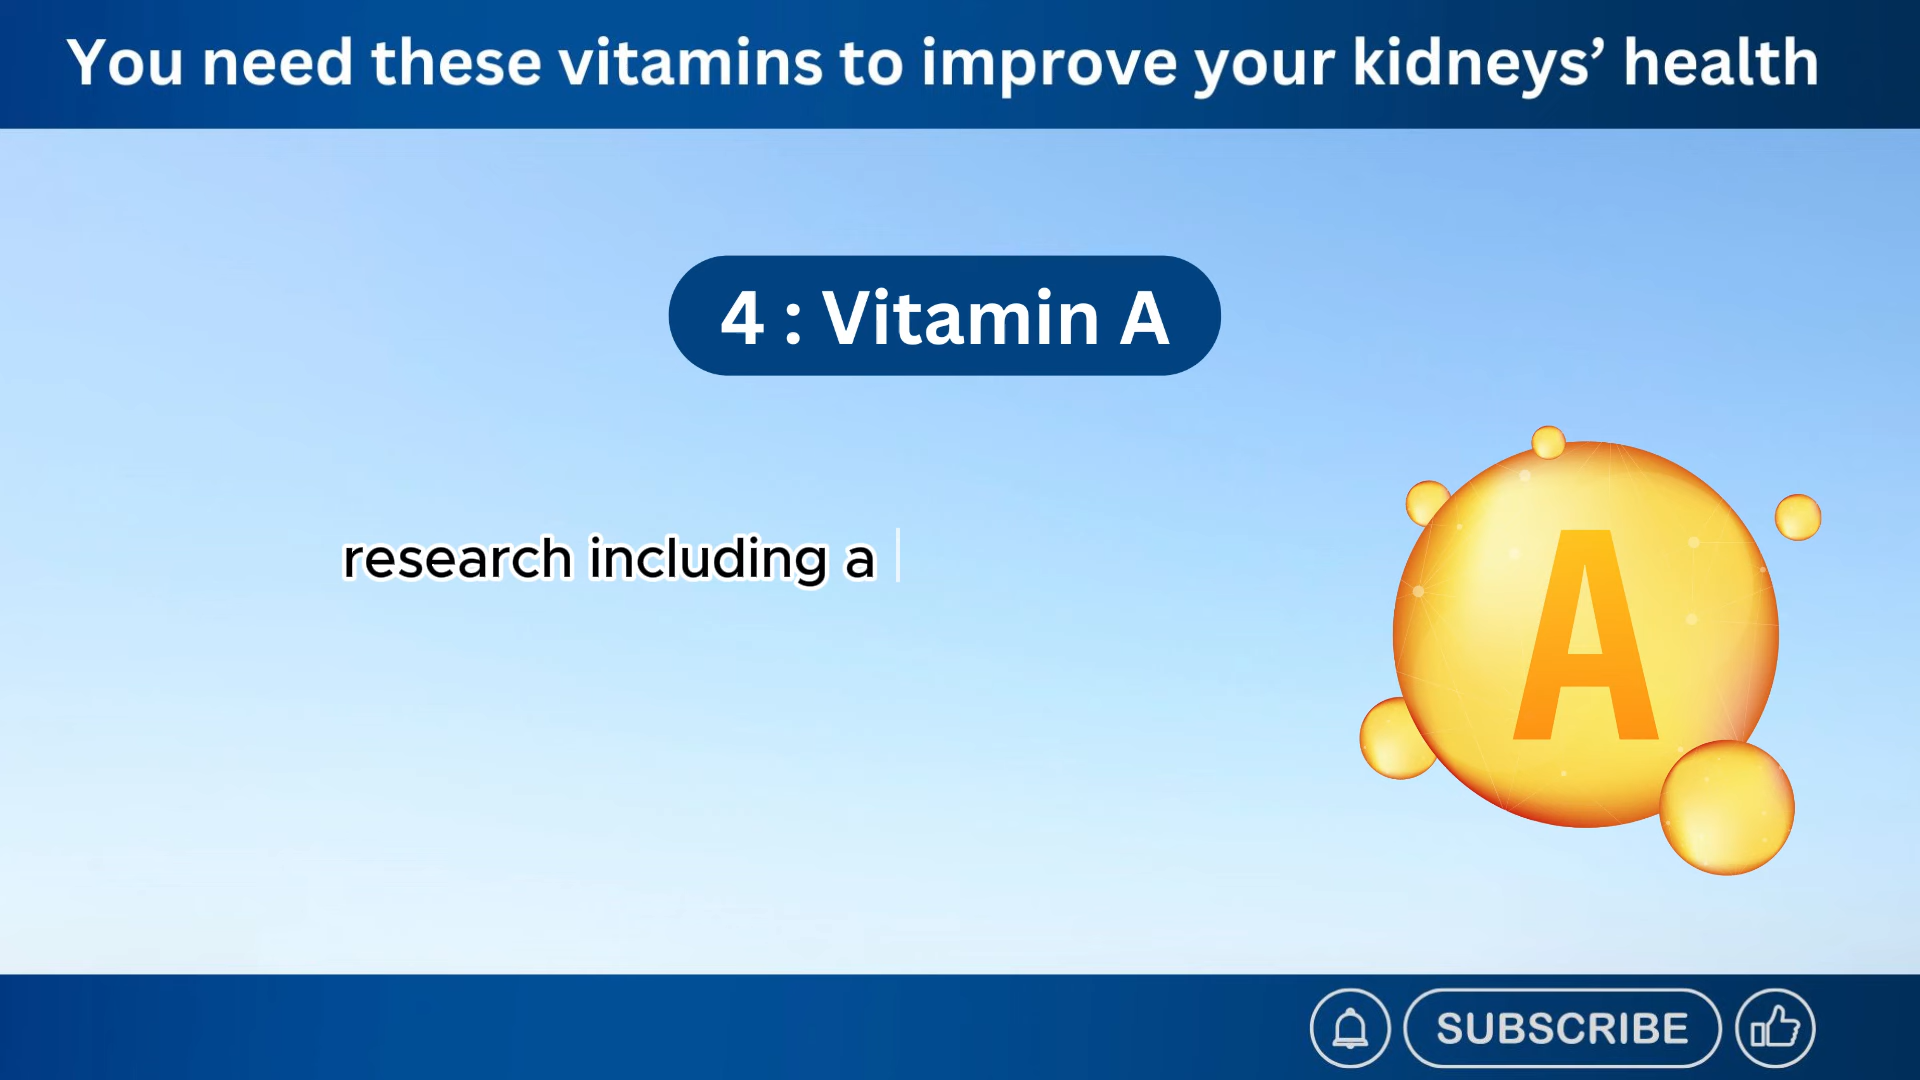 You need these vitamins to improve your kidneys’ health
4 : Vitamin A
research including a
A
SUBSCRIBE